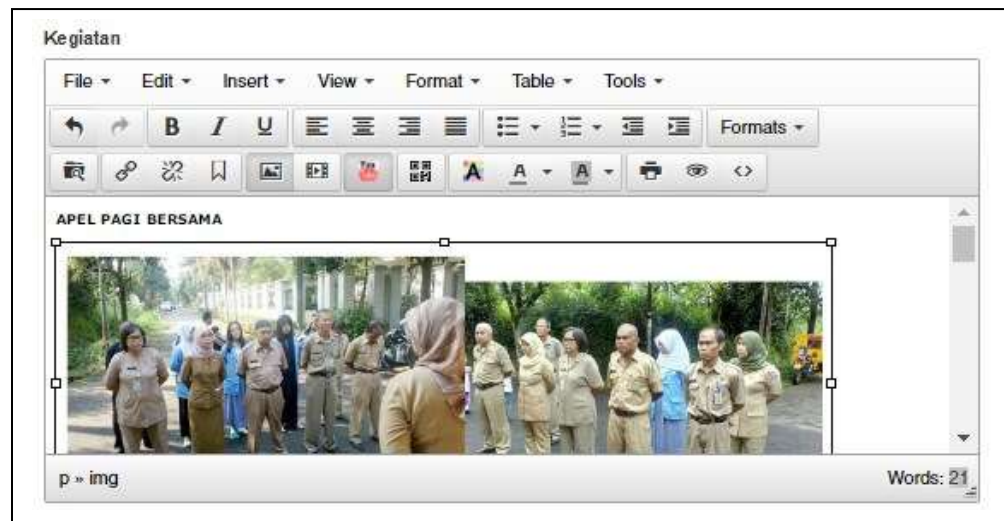 Kegiatan
File Edit Insert View Format Table Tools
B I U Formats
A A A
APEL PAGI BERSAMA
p » img Words: 21